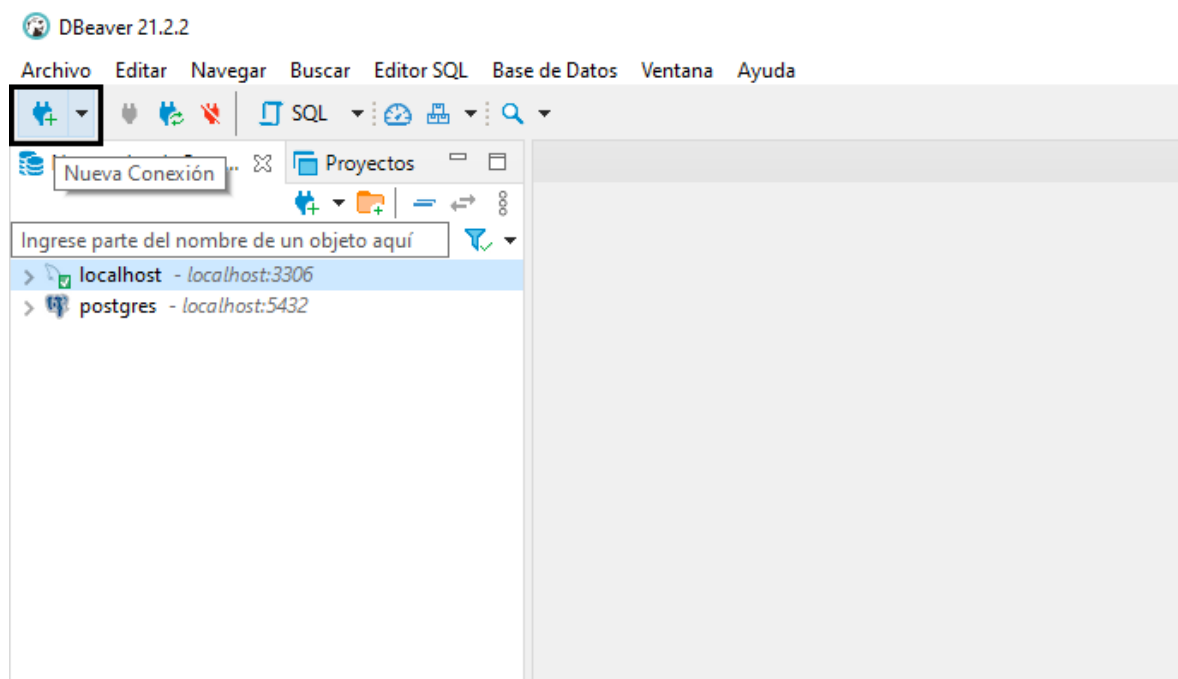 DBeaver 21.2.2
Archivo Editar Navegar Buscar Editor SQL Base de Datos Ventana Ayuda
SQL
Proyectos
Nueva Conexión
Ingrese parte del nombre de un objeto aquí
localhost - localhost:3306
postgres - localhost:5432